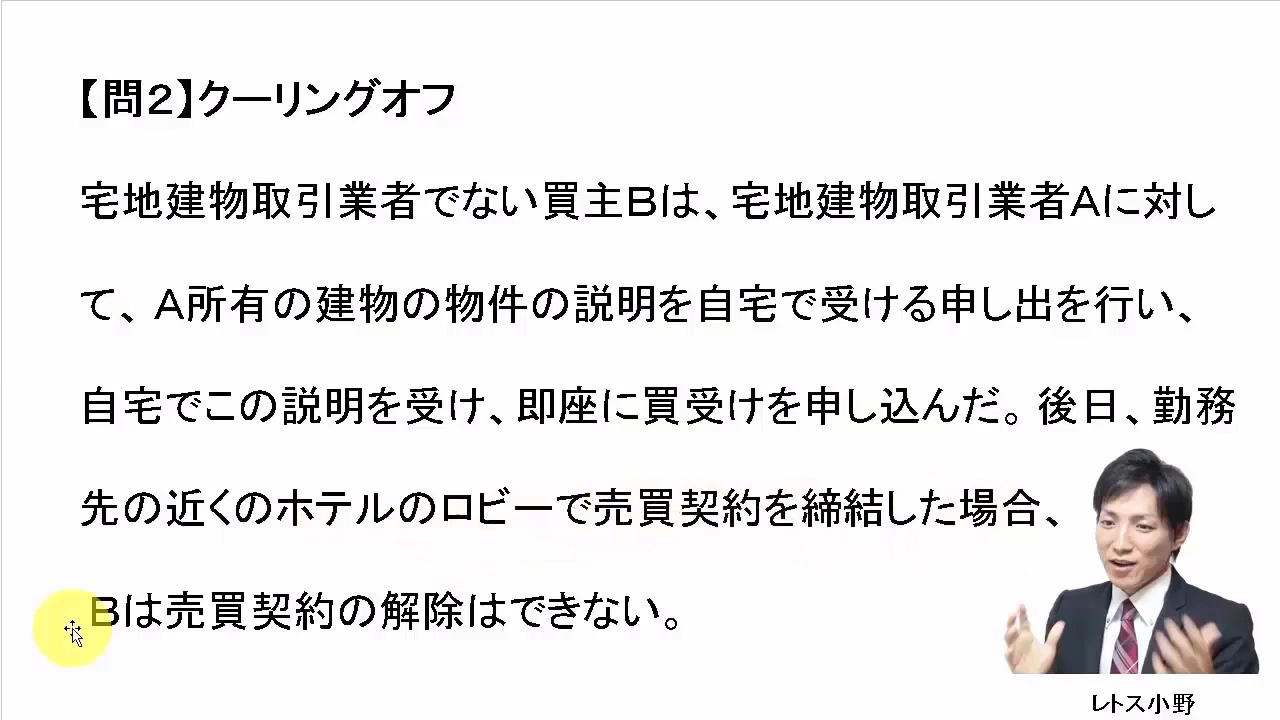 【問２】クーリングオフ
宅地建物取引業者でない買主Ｂは、宅地建物取引業者Ａに対し
て、Ａ所有の建物の物件の説明を自宅で受ける申し出を行い、
自宅でこの説明を受け、即座に買受けを申し込んだ。後日、勤務
先の近くのホテルのロビーで売買契約を締結した場合、
Ｂは売買契約の解除はできない。
レトス小野